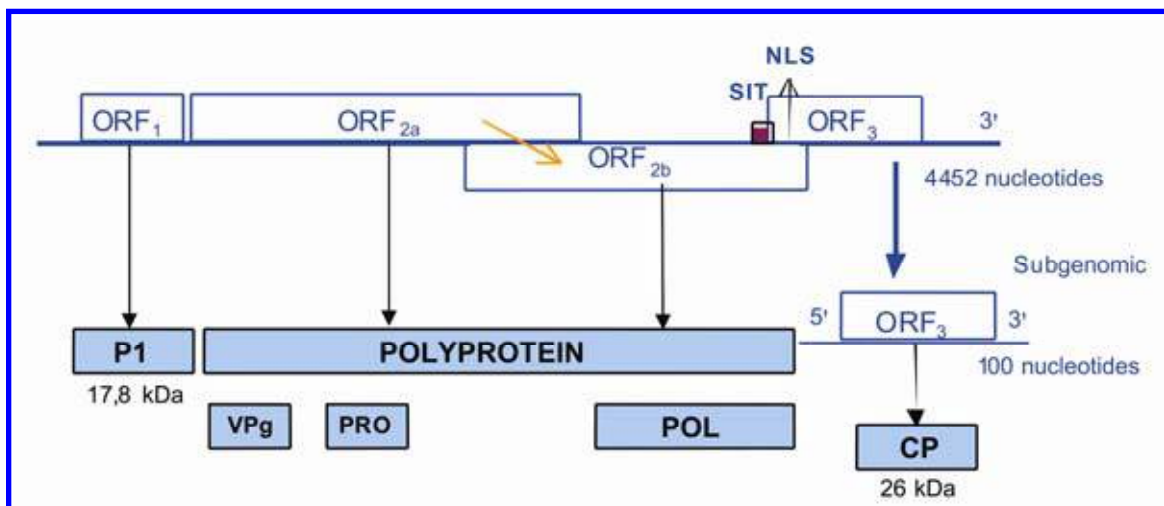 NLS
SIT
ORF1 ORF2a ORF3 3'
ORF2b
4452 nucleotides
Subgenomic
5' ORF3 3'
P1 POLYPROTEIN
100 nucleotides
17,8 kDa
VPg PRO POL
CP
26 kDa